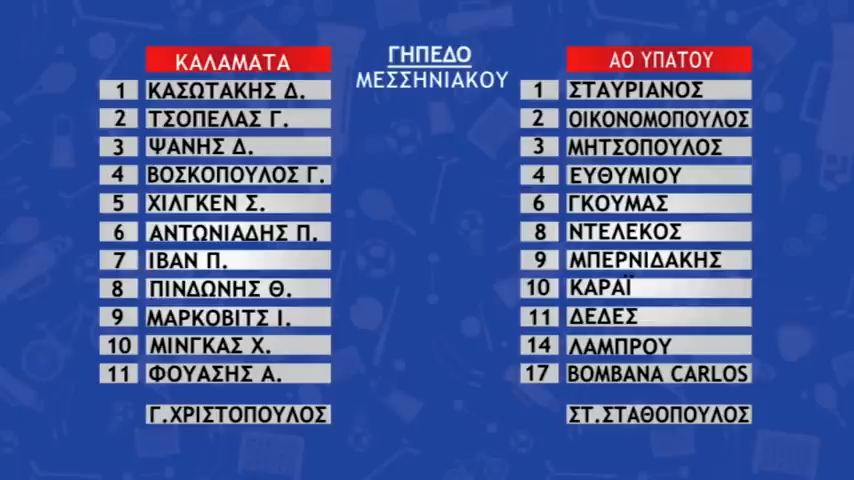 ΚΑΛΑΜΑΤΑ
1 ΚΑΣΩΤΑΚΗΣ Δ.
2 ΤΣΟΠΕΛΑΣ Γ.
3 ΨΑΝΗΣ Δ.
4 ΒΟΣΚΟΠΟΥΛΟΣ Γ.
5 ΧΙΛΓΚΕΝ Σ.
6 ΑΝΤΩΝΙΑΔΗΣ Π.
7 ΙΒΑΝ Π.
8 ΠΙΝΔΩΝΗΣ Θ.
9 ΜΑΡΚΟΒΙΤΣ Ι.
10 ΜΙΝΓΚΑΣ Χ.
11 ΦΟΥΑΣΗΣ Α.
Γ.ΧΡΙΣΤΟΠΟΥΛΟΣ
ΓΗΠΕΔΟ
ΜΕΣΣΗΝΙΑΚΟΥ
ΑΟ ΥΠΑΤΟΥ
1 ΣΤΑΥΡΙΑΝΟΣ
2 ΟΙΚΟΝΟΜΟΠΟΥΛΟΣ
3 ΜΗΤΣΟΠΟΥΛΟΣ
4 ΕΥΘΥΜΙΟΥ
6 ΓΚΟΥΜΑΣ
8 ΝΤΕΛΕΚΟΣ
9 ΜΠΕΡΝΙΔΑΚΗΣ
10 ΚΑΡΑΪ
11 ΔΕΔΕΣ
14 ΛΑΜΠΡΟΥ
17 BOMBANA CARLOS
ΣΤ.ΣΤΑΘΟΠΟΥΛΟΣ